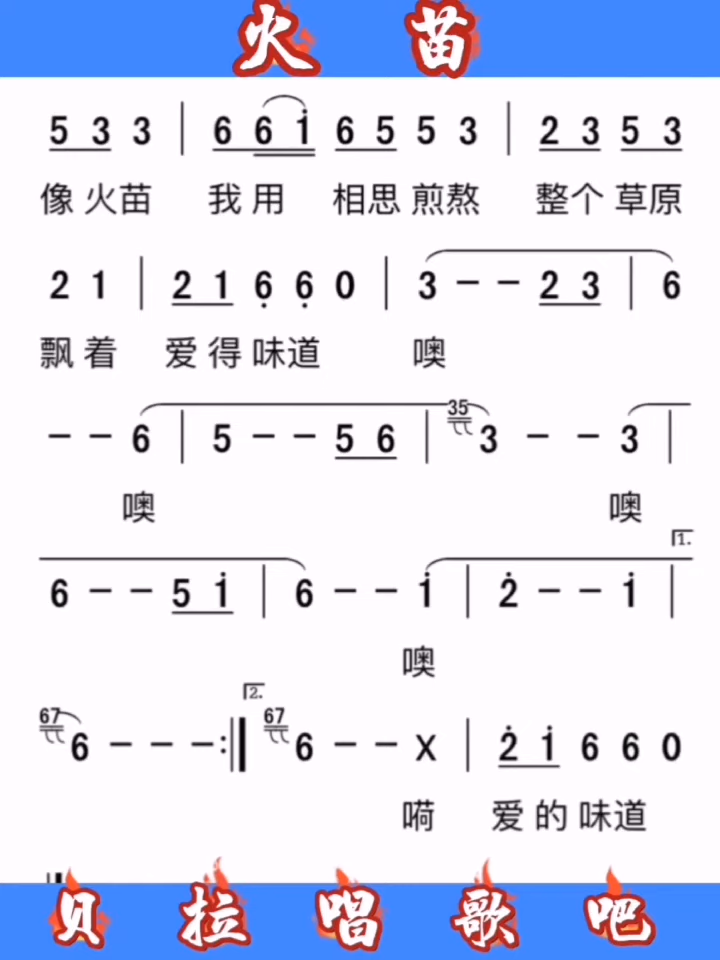 火苗
5 3 3 | 6 6 1̇ 6 5 5 3 | 2 3 5 3
像火苗 我用 相思煎熬 整个草原
2 1 | 2 1 6̣ 6̣ 0 | 3 - - 2 3 | 6
飘着 爱得味道 噢
- - 6 | 5 - - 5 6 | 35 3 - - 3 |
噢 噢
1.
6 - - 5 1̇ | 6 - - 1̇ | 2̇ - - 1̇ |
噢
2.
67 6 - - - :| 67 6 - - X | 2̇ 1̇ 6 6 0
嗬 爱的味道
贝拉唱歌吧